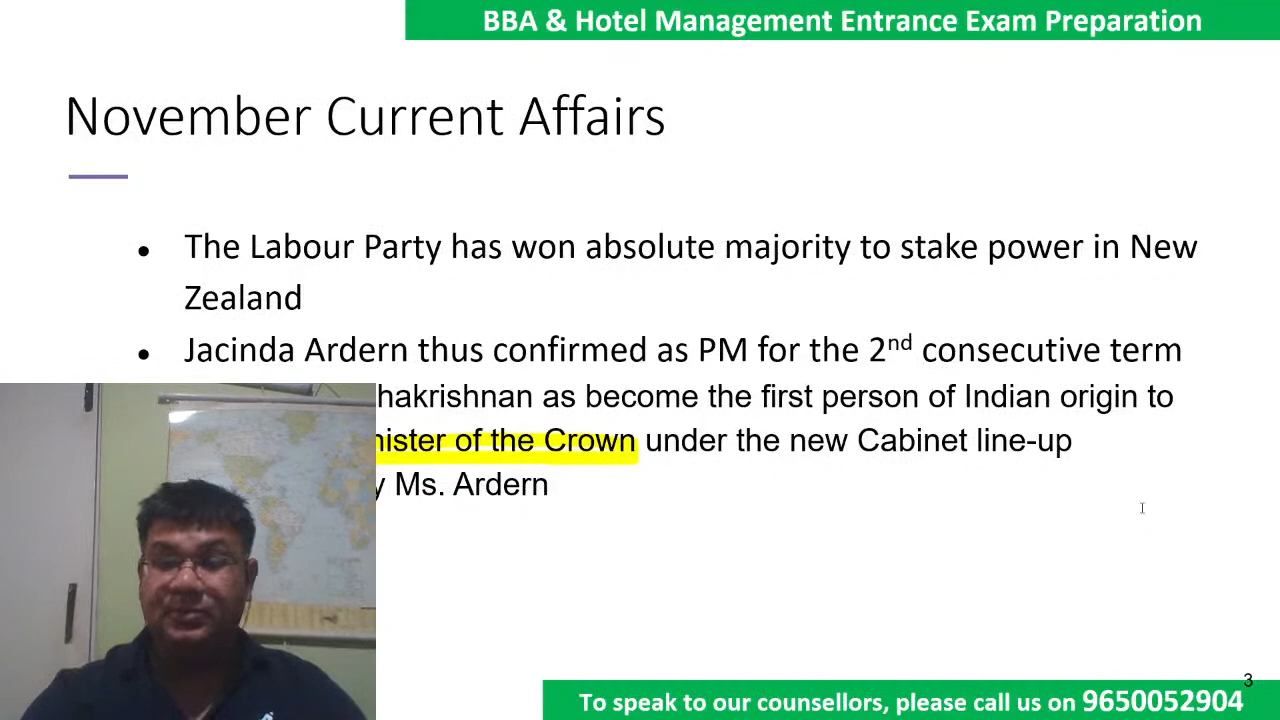 BBA & Hotel Management Entrance Exam Preparation
November Current Affairs
The Labour Party has won absolute majority to stake power in New
Zealand
Jacinda Ardern thus confirmed as PM for the 2nd consecutive term
as become the first person of Indian origin to
of the Crown under the new Cabinet line-up
Ms. Ardern
3
To speak to our counsellors, please call us on 9650052904